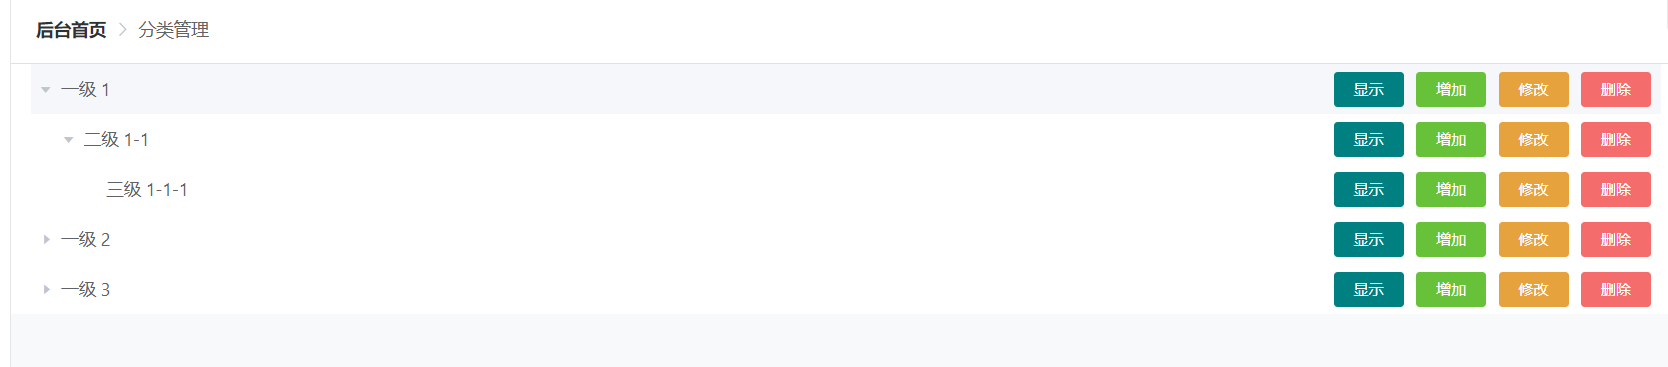 后台首页 > 分类管理
一级 1 显示 增加 修改 删除
二级 1-1 显示 增加 修改 删除
三级 1-1-1 显示 增加 修改 删除
一级 2 显示 增加 修改 删除
一级 3 显示 增加 修改 删除